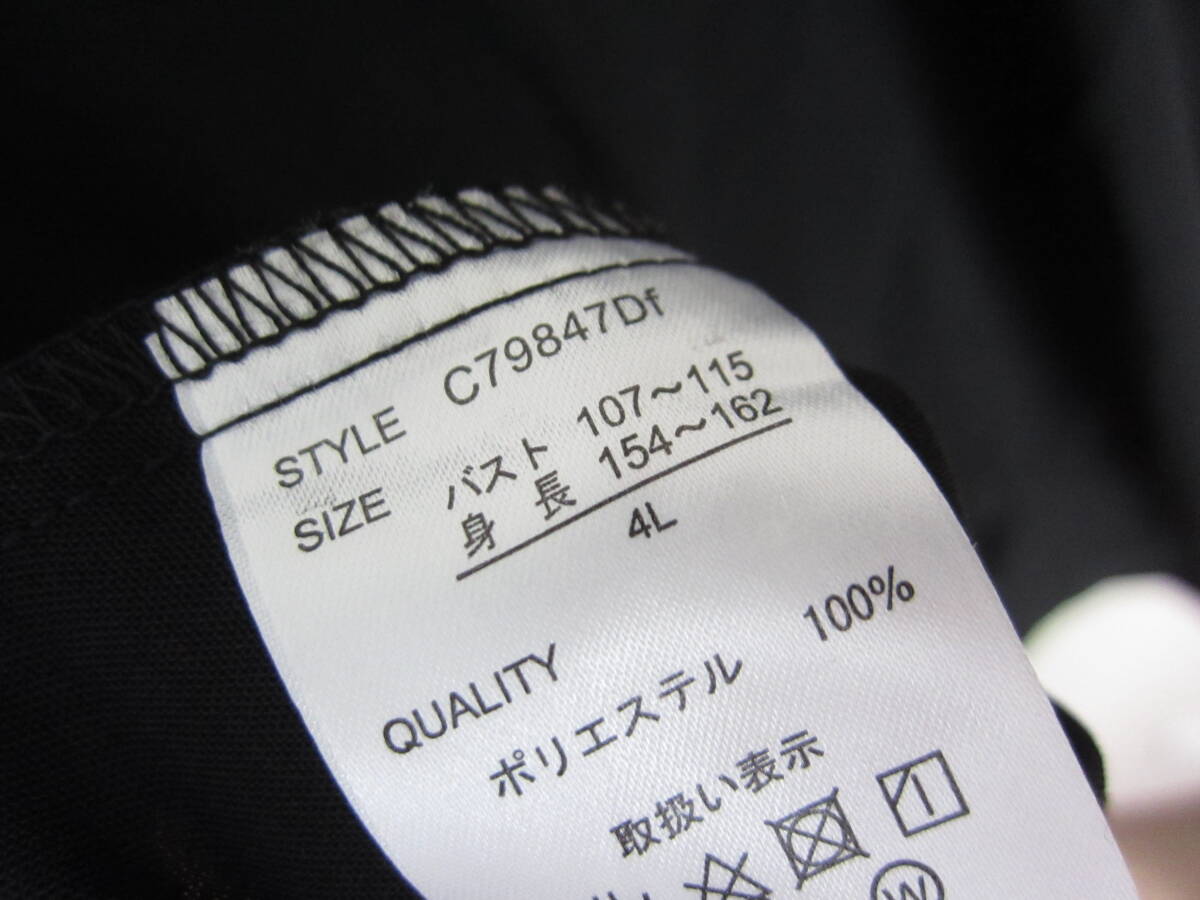 STYLE C79847Df
SIZE バスト 107～115
身 長 154～162
4L
QUALITY
ポリエステル 100%
取扱い表示
W